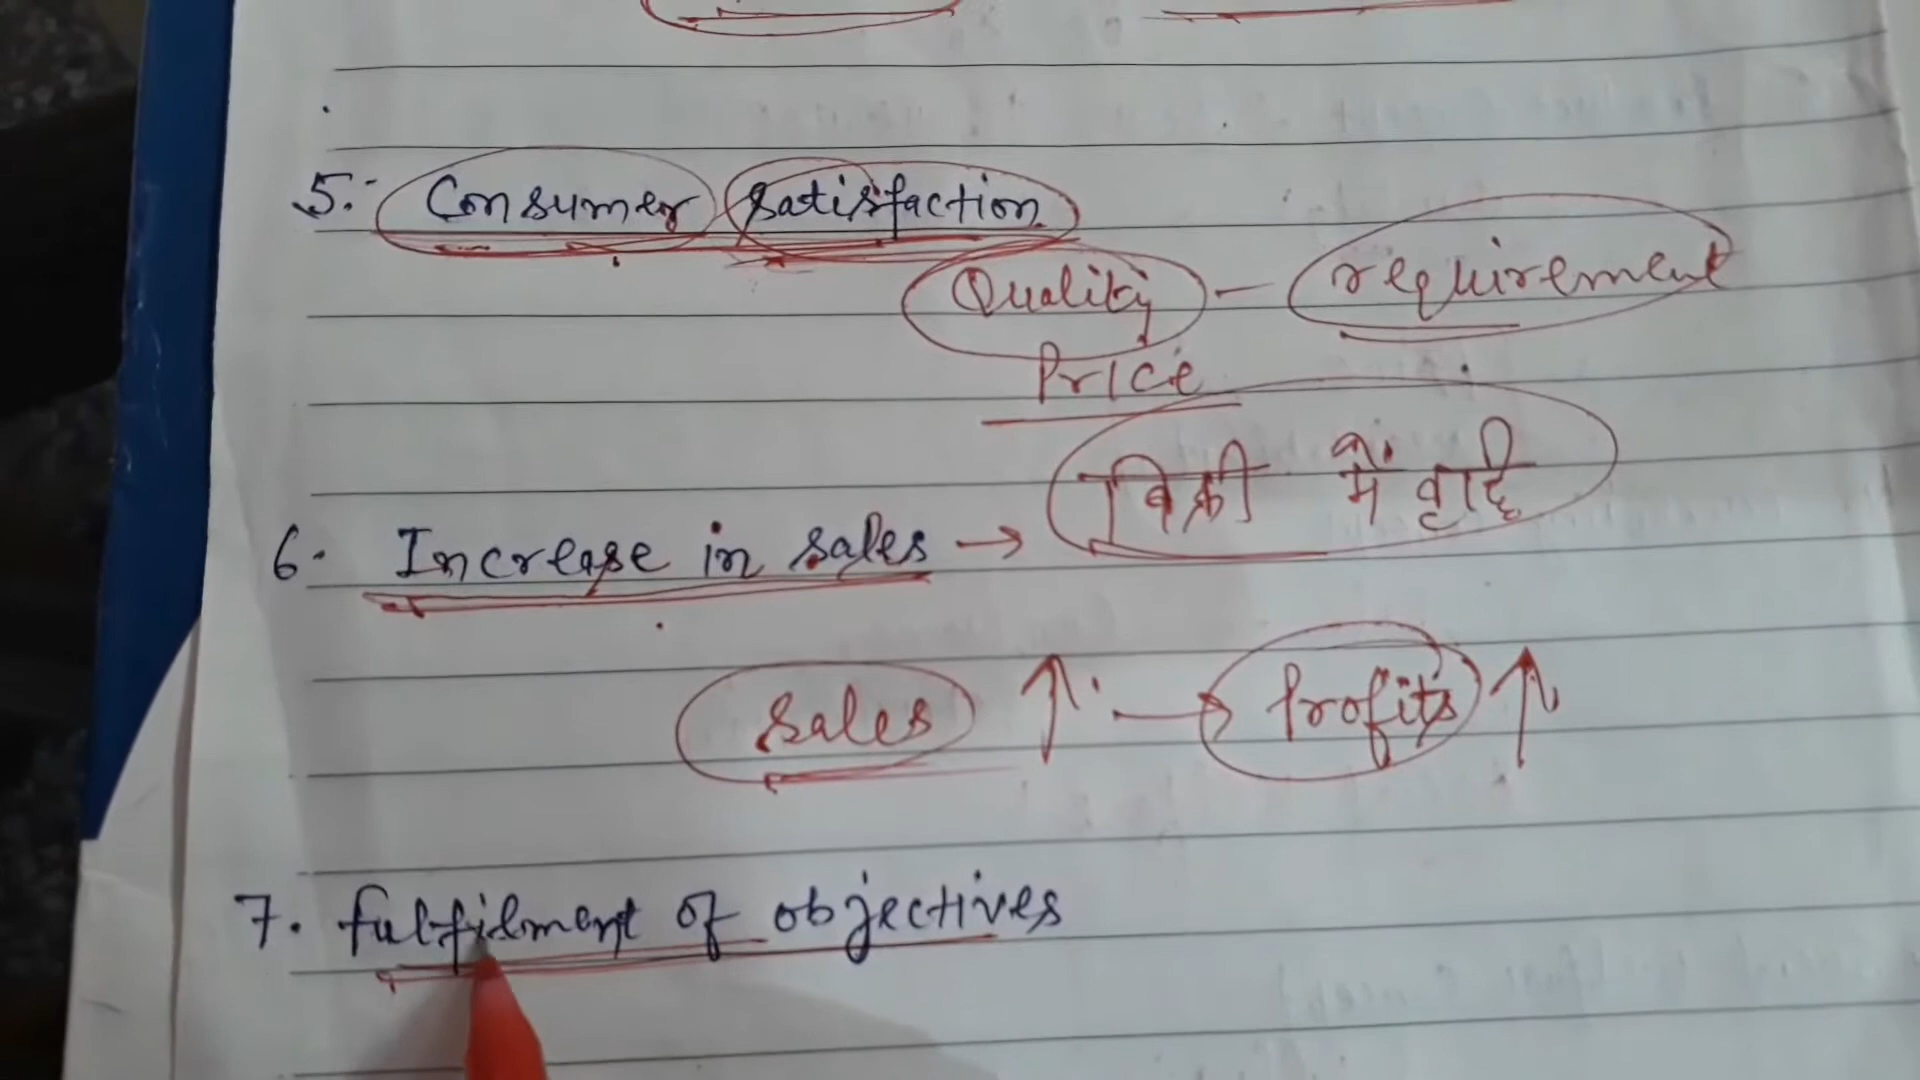 5. Consumer satisfaction
Quality - requirement
Price
बिक्री में वृद्धि
6. Increase in sales →
Sales ↑ → Profits ↑
7. fulfilment of objectives